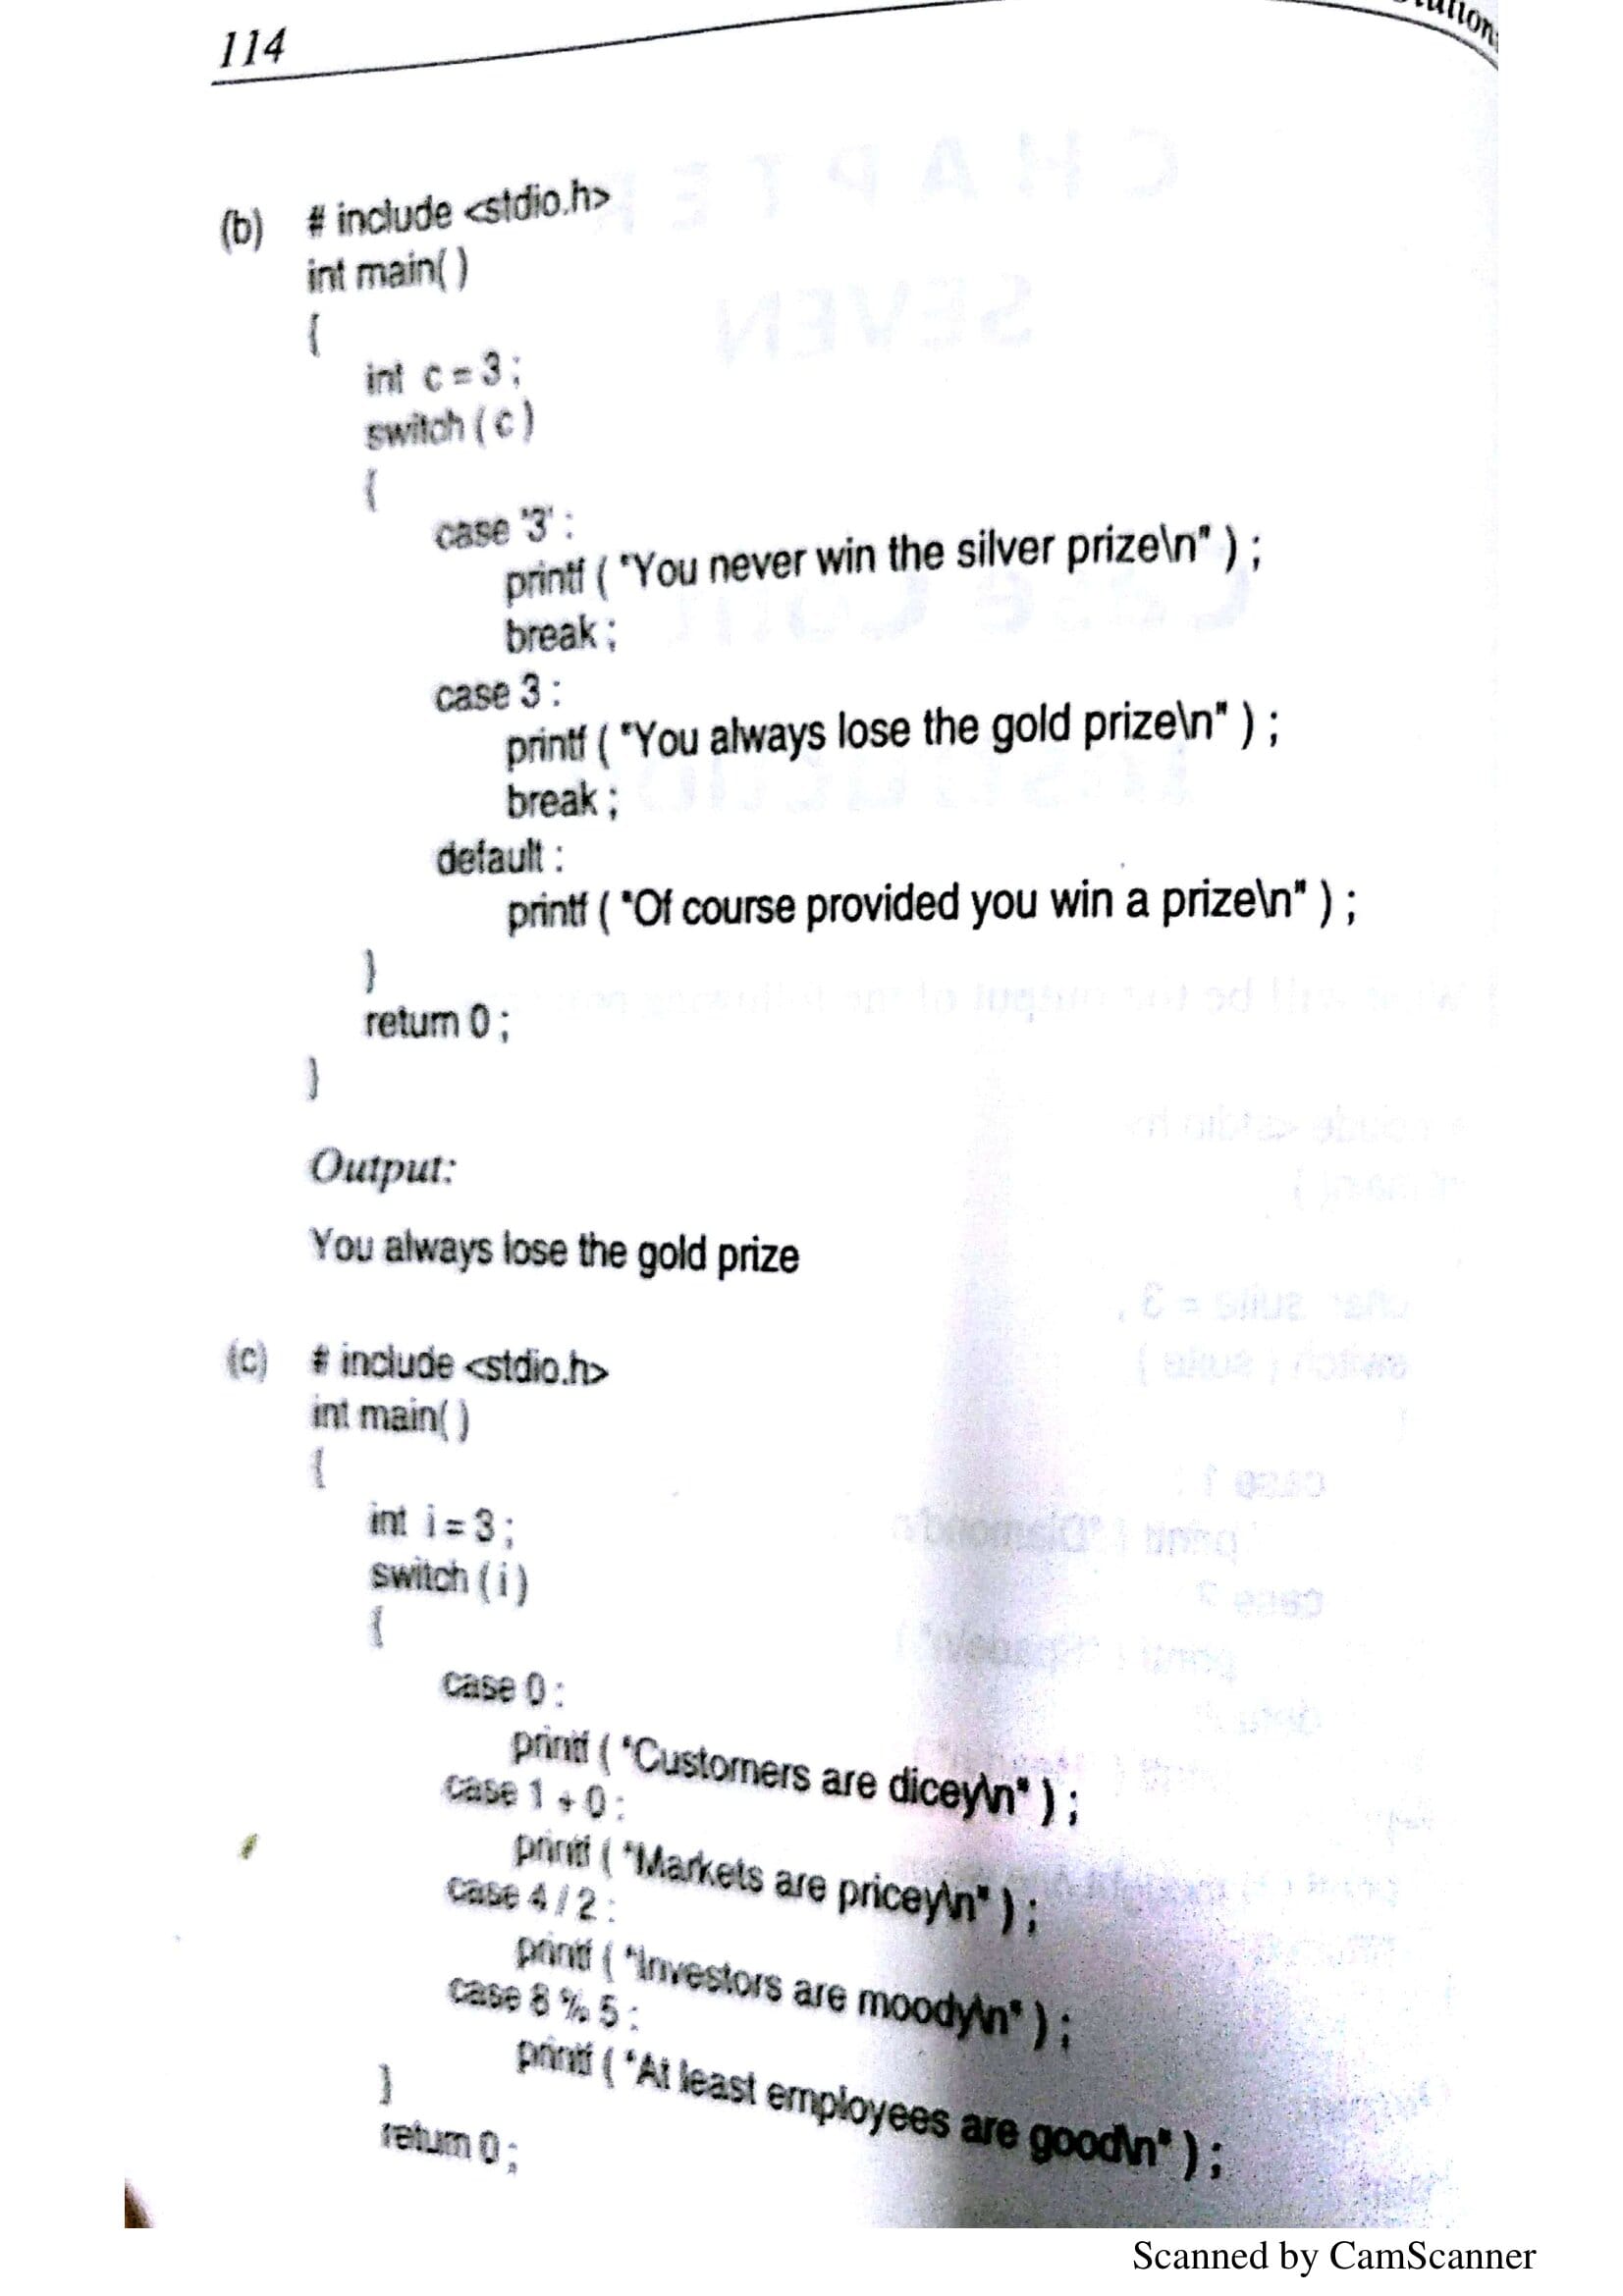 114
(b) # include <stdio.h>
int main( )
{
int c = 3 ;
switch ( c )
{
case '3' :
printf ( "You never win the silver prize\n" ) ;
break ;
case 3 :
printf ( "You always lose the gold prize\n" ) ;
break ;
default :
printf ( "Of course provided you win a prize\n" ) ;
}
return 0 ;
}
Output:
You always lose the gold prize
(c) # include <stdio.h>
int main( )
{
int i = 3 ;
switch ( i )
{
case 0 :
printf ( "Customers are dicey\n" ) ;
case 1 + 0 :
printf ( "Markets are pricey\n" ) ;
case 4 / 2 :
printf ( "Investors are moody\n" ) ;
case 8 % 5 :
printf ( "At least employees are good\n" ) ;
}
return 0 ;
Scanned by CamScanner